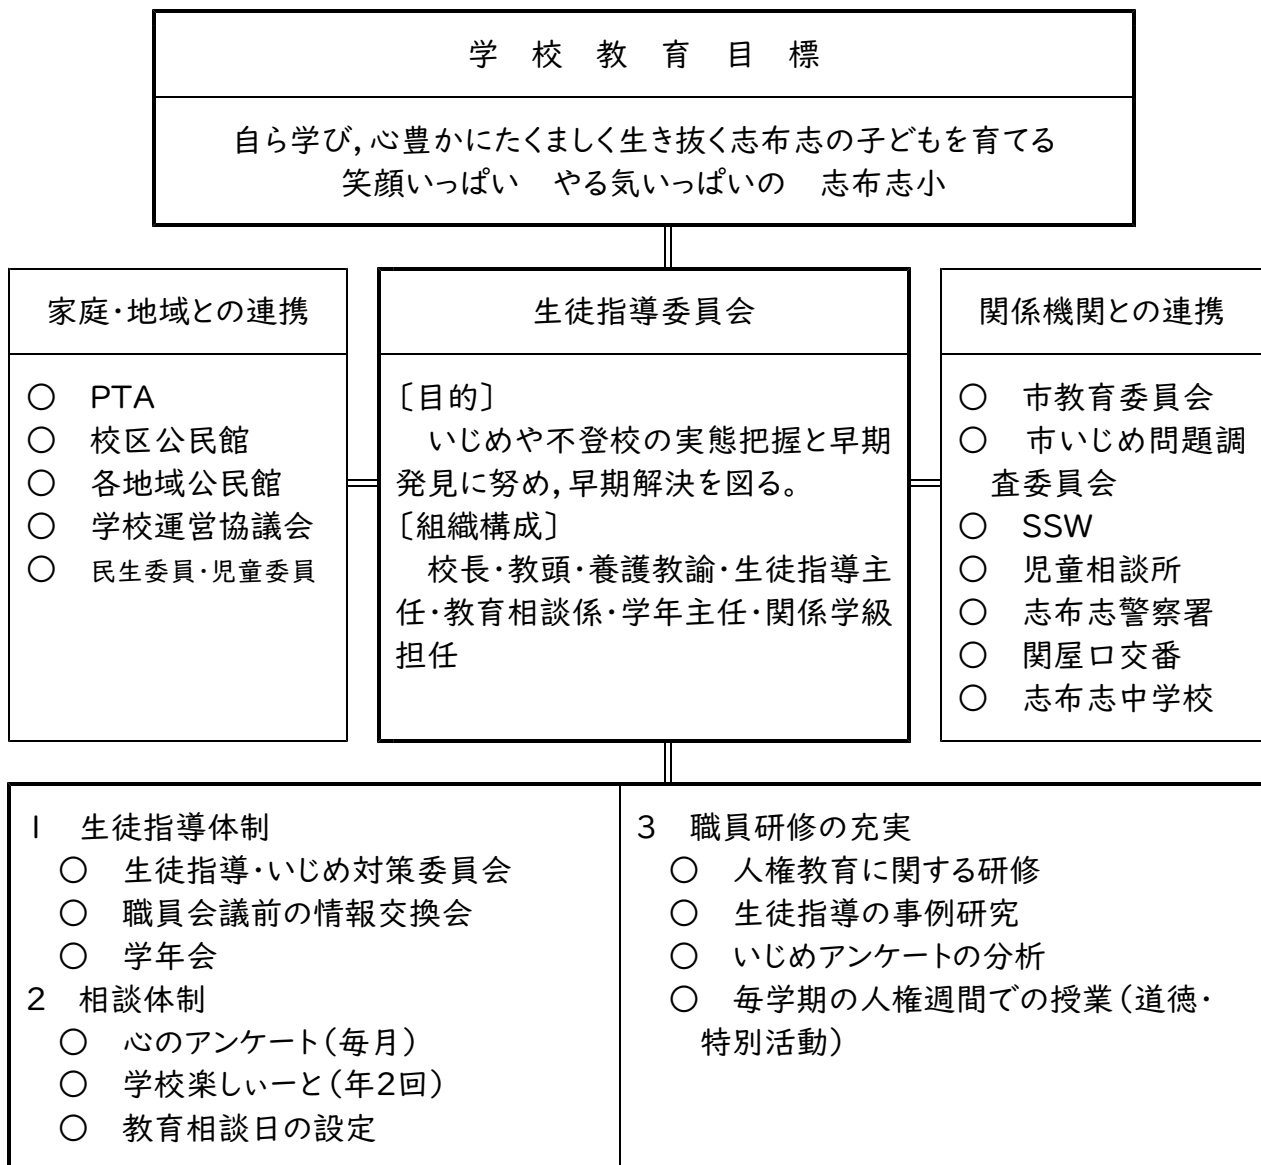 学　校　教　育　目　標
自ら学び,心豊かにたくましく生き抜く志布志の子どもを育てる
笑顔いっぱい　やる気いっぱいの　志布志小
家庭・地域との連携
○　PTA
○　校区公民館
○　各地域公民館
○　学校運営協議会
○　民生委員・児童委員
生徒指導委員会
〔目的〕
　いじめや不登校の実態把握と早期
発見に努め,早期解決を図る。
〔組織構成〕
　校長・教頭・養護教諭・生徒指導主
任・教育相談係・学年主任・関係学級
担任
関係機関との連携
○　市教育委員会
○　市いじめ問題調
査委員会
○　SSW
○　児童相談所
○　志布志警察署
○　関屋口交番
○　志布志中学校
1　生徒指導体制
○　生徒指導・いじめ対策委員会
○　職員会議前の情報交換会
○　学年会
2　相談体制
○　心のアンケート(毎月)
○　学校楽しぃーと(年2回)
○　教育相談日の設定
3　職員研修の充実
○　人権教育に関する研修
○　生徒指導の事例研究
○　いじめアンケートの分析
○　毎学期の人権週間での授業(道徳・
特別活動)